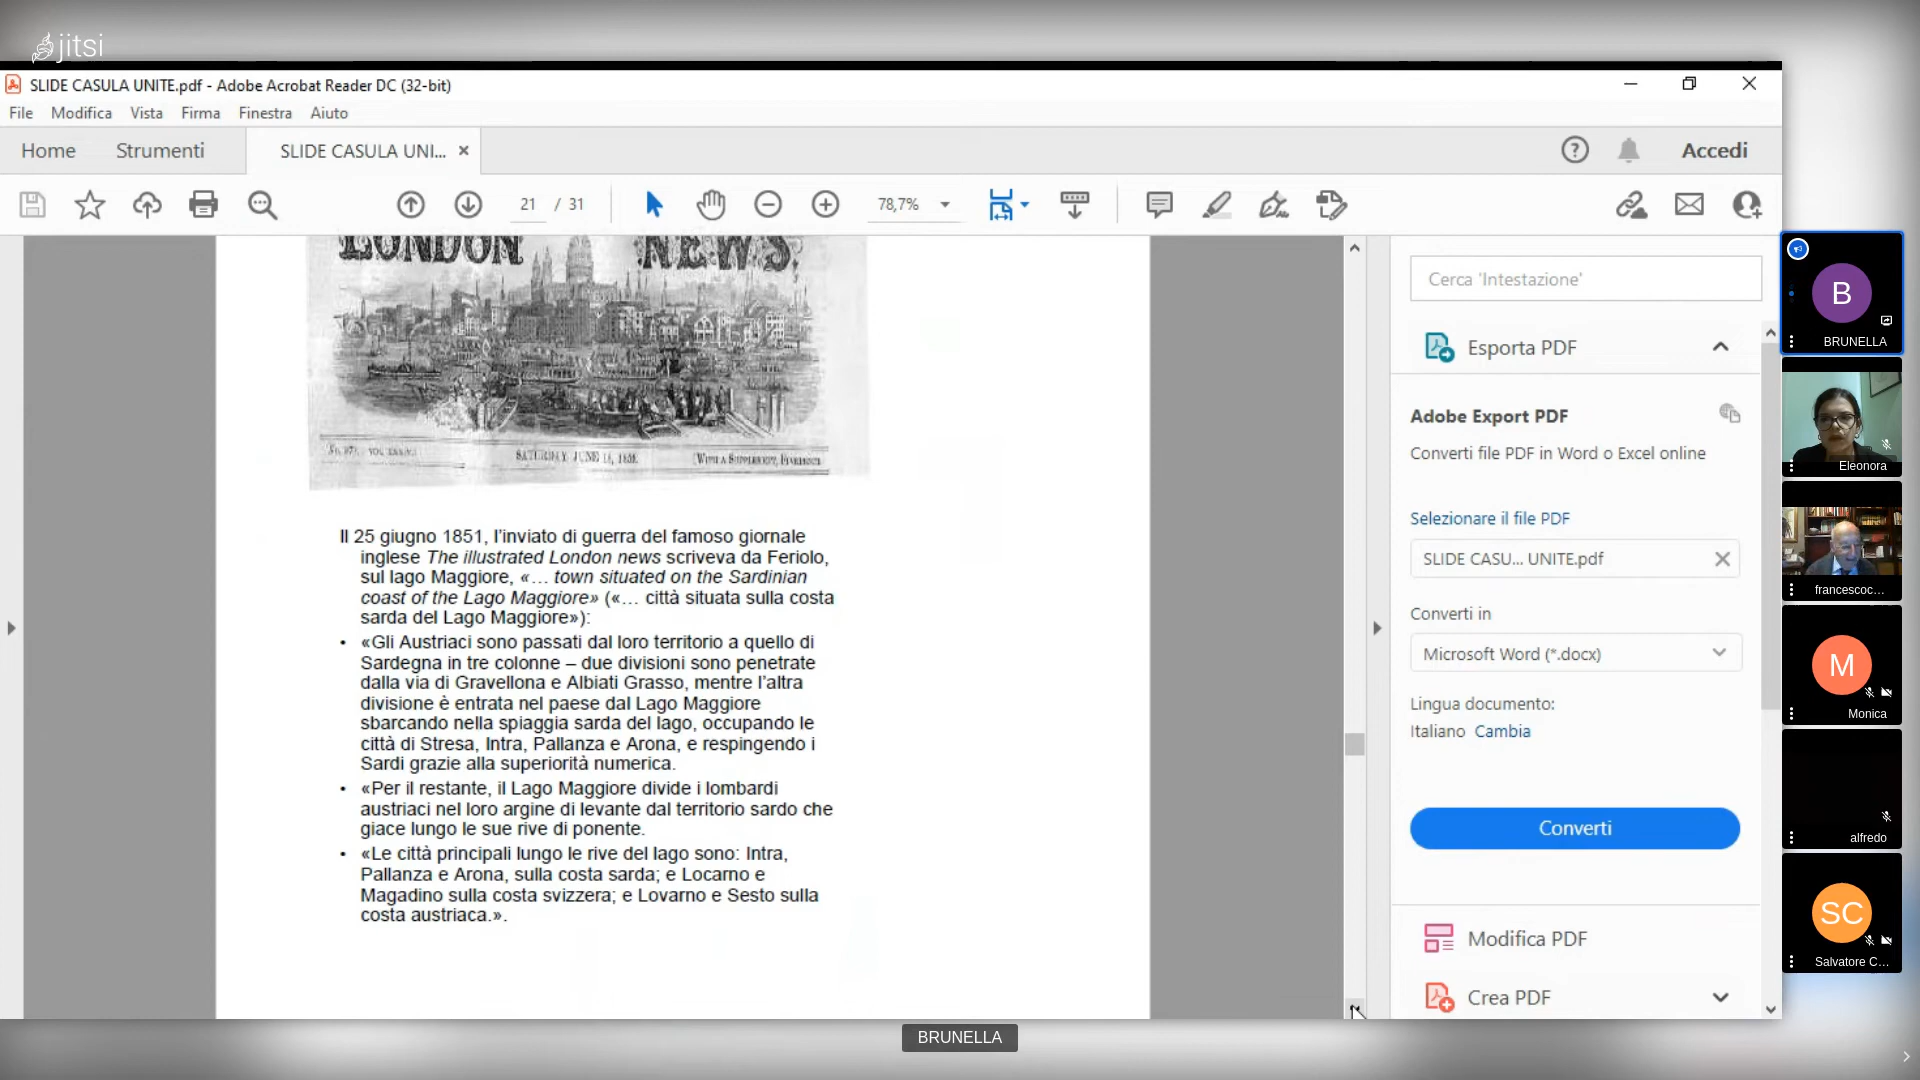 jitsi
SLIDE CASULA UNITE.pdf - Adobe Acrobat Reader DC (32-bit)
File Modifica Vista Firma Finestra Aiuto
Home Strumenti SLIDE CASULA UNI... × Accedi
21 / 31 78,7%
LONDON NEWS.
SATURDAY, JUNE
WITH A SUPPLEMENT, FIVEPENCE
Il 25 giugno 1851, l'inviato di guerra del famoso giornale
inglese The illustrated London news scriveva da Feriolo,
sul lago Maggiore, «... town situated on the Sardinian
coast of the Lago Maggiore» («... città situata sulla costa
sarda del Lago Maggiore»):
• «Gli Austriaci sono passati dal loro territorio a quello di
Sardegna in tre colonne – due divisioni sono penetrate
dalla via di Gravellona e Albiati Grasso, mentre l'altra
divisione è entrata nel paese dal Lago Maggiore
sbarcando nella spiaggia sarda del lago, occupando le
città di Stresa, Intra, Pallanza e Arona, e respingendo i
Sardi grazie alla superiorità numerica.
• «Per il restante, il Lago Maggiore divide i lombardi
austriaci nel loro argine di levante dal territorio sardo che
giace lungo le sue rive di ponente.
• «Le città principali lungo le rive del lago sono: Intra,
Pallanza e Arona, sulla costa sarda; e Locarno e
Magadino sulla costa svizzera; e Lovarno e Sesto sulla
costa austriaca.».
Cerca 'Intestazione'
Esporta PDF
Adobe Export PDF
Converti file PDF in Word o Excel online
Selezionare il file PDF
SLIDE CASU... UNITE.pdf
Converti in
Microsoft Word (*.docx)
Lingua documento:
Italiano Cambia
Converti
Modifica PDF
Crea PDF
B
BRUNELLA
Eleonora
francescoc...
M
Monica
alfredo
SC
Salvatore C...
BRUNELLA